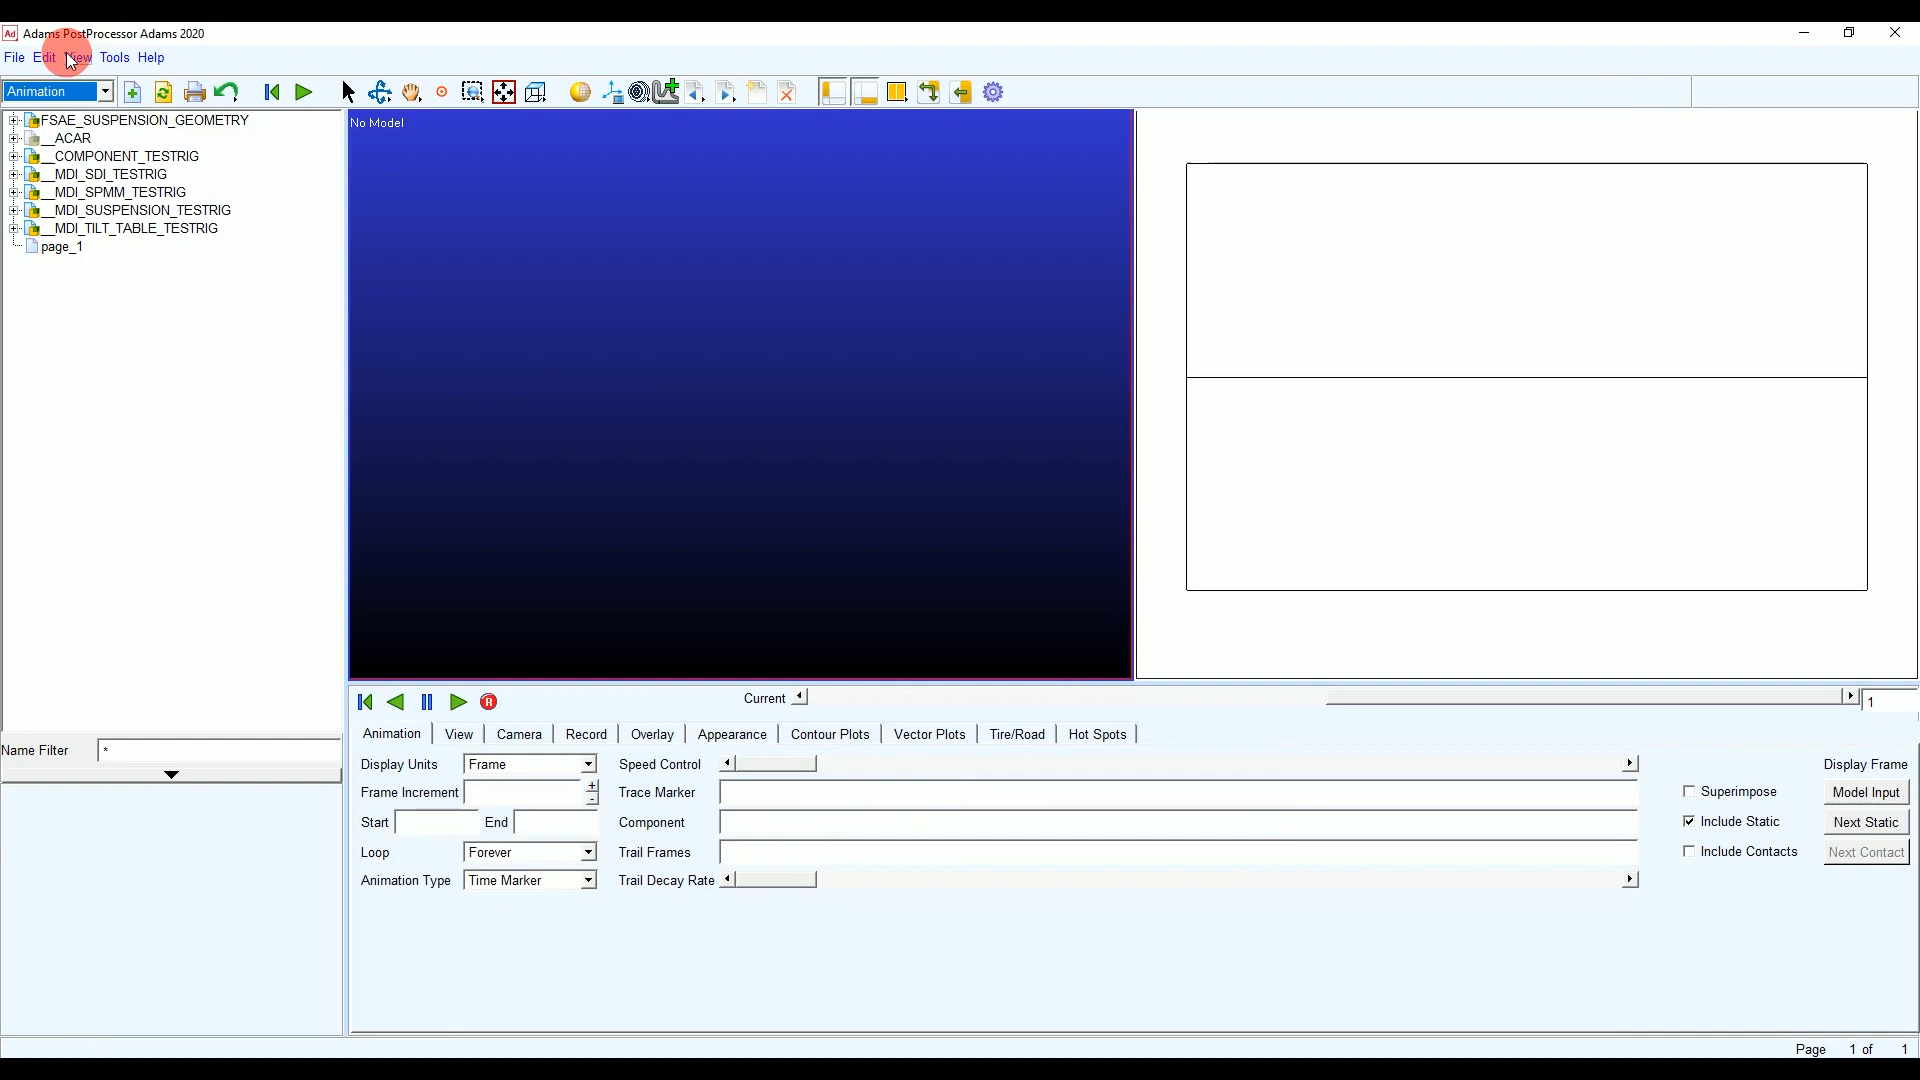 Ad Adams PostProcessor Adams 2020
File Edit View Tools Help
Animation
FSAE_SUSPENSION_GEOMETRY
__ACAR
__COMPONENT_TESTRIG
__MDI_SDI_TESTRIG
__MDI_SPMM_TESTRIG
__MDI_SUSPENSION_TESTRIG
__MDI_TILT_TABLE_TESTRIG
page_1
No Model
Name Filter *
R Current 1
Animation View Camera Record Overlay Appearance Contour Plots Vector Plots Tire/Road Hot Spots
Display Units Frame Speed Control Display Frame
Frame Increment + - Trace Marker Superimpose Model Input
Start End Component Include Static Next Static
Loop Forever Trail Frames Include Contacts Next Contact
Animation Type Time Marker Trail Decay Rate
Page 1 of 1